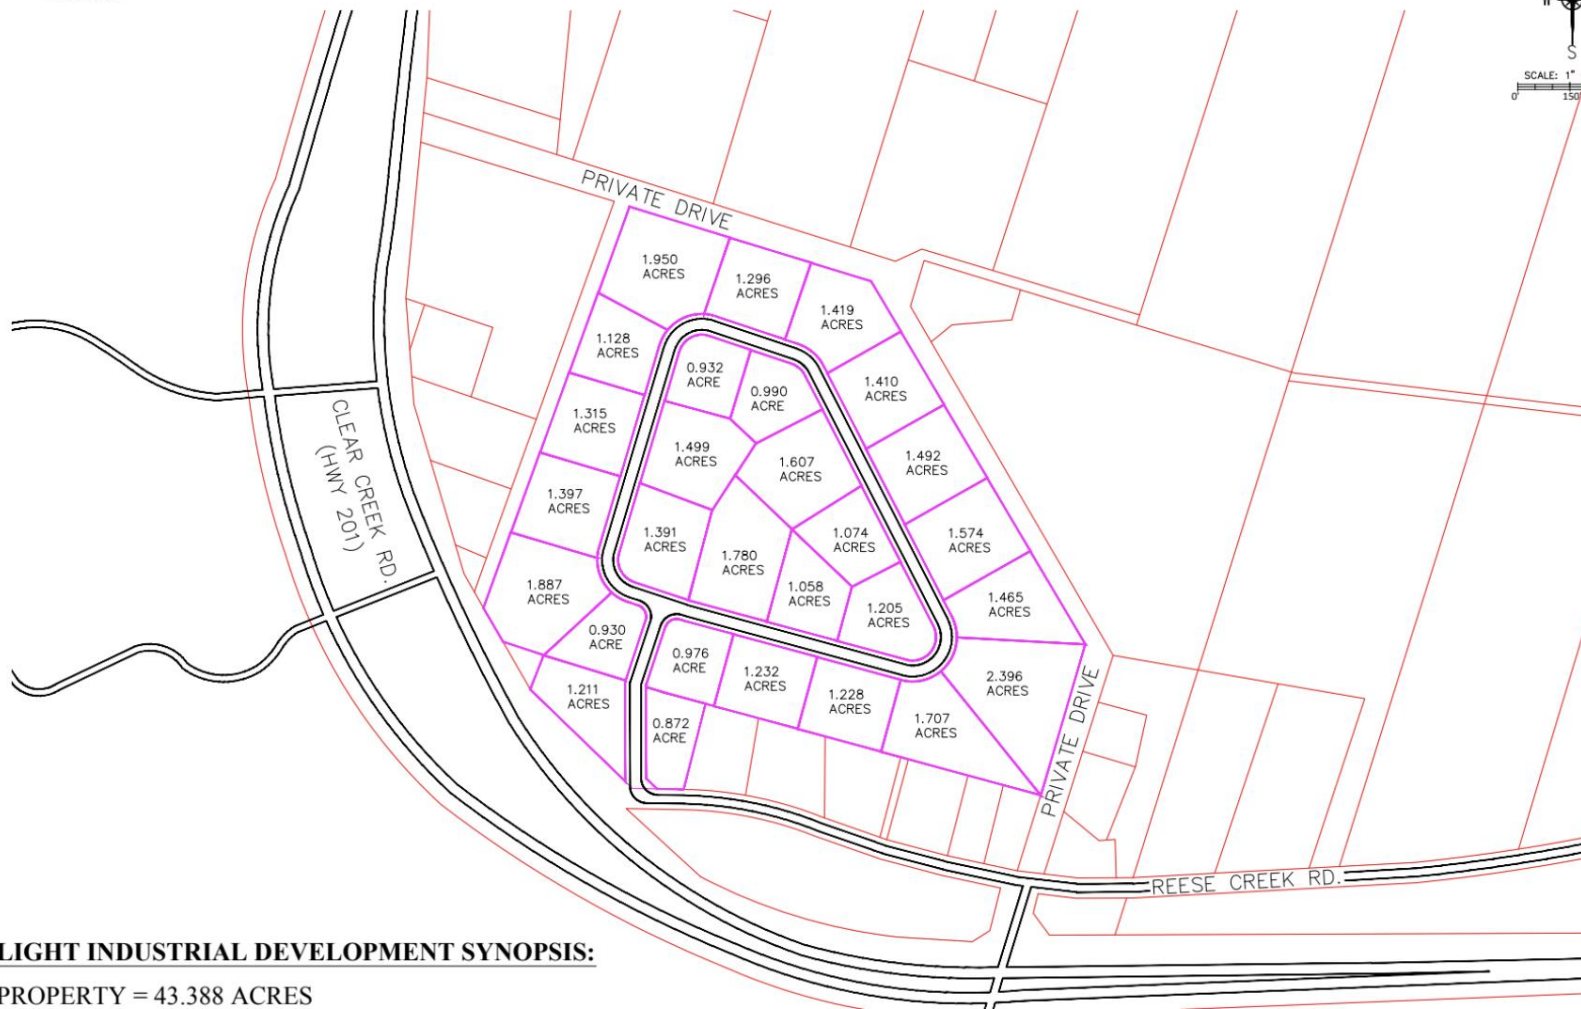 S
SCALE: 1"
0'
150
PRIVATE DRIVE
1.950
ACRES
1.296
ACRES
1.419
ACRES
1.128
ACRES
0.932
ACRE
0.990
ACRE
1.410
ACRES
1.315
ACRES
1.499
ACRES
1.607
ACRES
1.492
ACRES
CLEAR CREEK RD.
(HWY 201)
1.397
ACRES
1.391
ACRES
1.780
ACRES
1.074
ACRES
1.574
ACRES
1.887
ACRES
1.058
ACRES
1.205
ACRES
1.465
ACRES
0.930
ACRE
0.976
ACRE
1.232
ACRES
1.228
ACRES
2.396
ACRES
1.211
ACRES
0.872
ACRE
1.707
ACRES
PRIVATE DRIVE
REESE CREEK RD.
LIGHT INDUSTRIAL DEVELOPMENT SYNOPSIS:
PROPERTY = 43.388 ACRES